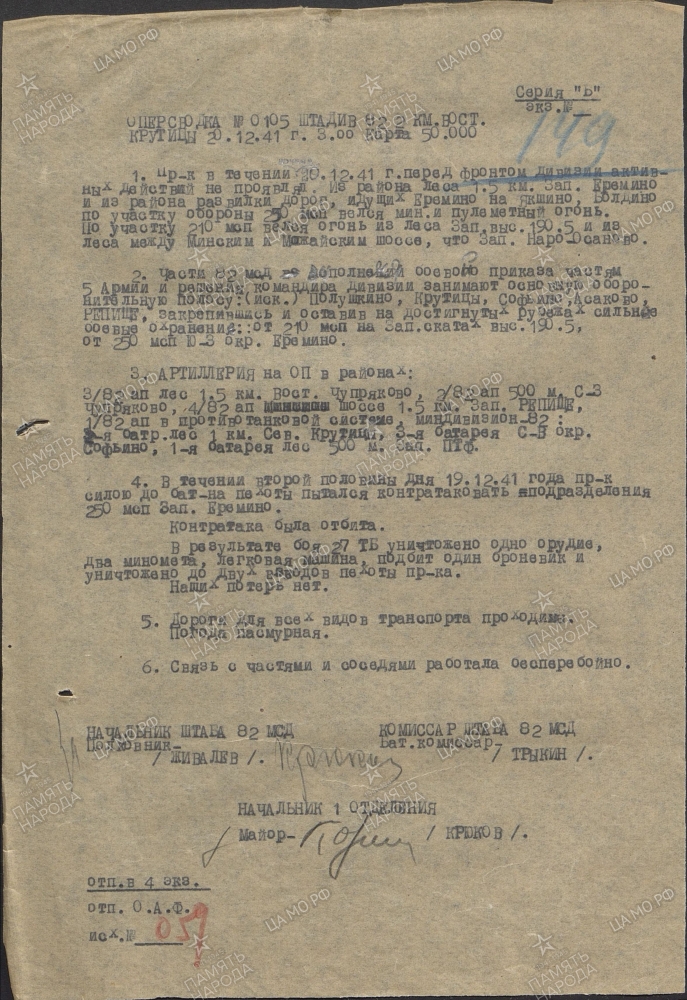 Серия "Б"
экз.№
149
ОПЕРСВОДКА № 0105 ШТАДИВ 82 2 КМ.ВОСТ.
КРУТИЦЫ 20.12.41 г. 3.00 Карта 50.000
1. Пр-к в течении 20.12.41 г.перед фронтом дивизии актив-
ных действий не проявлял. Из района Леса 1.5 км. Зап. Еремино
и из района развилки дорог, идущих Еремино на Якшино, Болдино
по участку обороны 250 мсп велся мин.и пулеметный огонь.
По участку 210 мсп велся огонь из леса Зап.выс.190.5 и из
леса между Минским и Можайским шоссе, что Зап. Наро-Осаново.
2. Части 82 мсд во исполнении боевого приказа частям
5 Армии и решения командира дивизии занимают основную оборо-
нительную полосу:(иск.) Полушкино, Крутицы, Софьино,Асаково,
РЕПИЩЕ, закрепившись и оставив на достигнутых рубежах сильные
боевые охранение: от 210 мсп на Зап.скатах выс.190.5,
от 250 мсп Ю-З окр. Еремино.
3. АРТИЛЛЕРИЯ на ОП в районах:
3/82 ап лес 1.5 км. Вост. Чупряково, 2/82 ап 500 м. С-З
Чупряково, 4/82 ап шоссе 1.5 км. Зап. РЕПИЩЕ,
1/82 ап в противотанковой системе, миндивизион-82 :
2-я батр.лес 1 км. Сев. Крутицы, 3-я батарея С-В окр.
Софьино, 1-я батарея лес 500 м. Зап. ПТФ.
4. В течении второй половины дня 19.12.41 года пр-к
силою до бат-на пехоты пытался контратаковать подразделения
250 мсп Зап. Еремино.
Контратака была отбита.
В результате боя 27 ТБ уничтожено одно орудие,
два миномета, легковая машина, подбит один броневик и
уничтожено до двух взводов пехоты пр-ка.
Наших потерь нет.
5. Дороги для всех видов транспорта проходимы.
Погода пасмурная.
6. Связь с частями и соседями работала бесперебойно.
НАЧАЛЬНИК ШТАБА 82 МСД
Полковник-
/ ЖИВАЛЕВ /.
КОМИССАР ШТАБА 82 МСД
Бат.комиссар-
/ ТРЫКИН /.
НАЧАЛЬНИК 1 ОТДЕЛЕНИЯ
Майор-
/ КРЮКОВ /.
отп.в 4 экз.
отп. О.А.Ф.
исх.№ 059